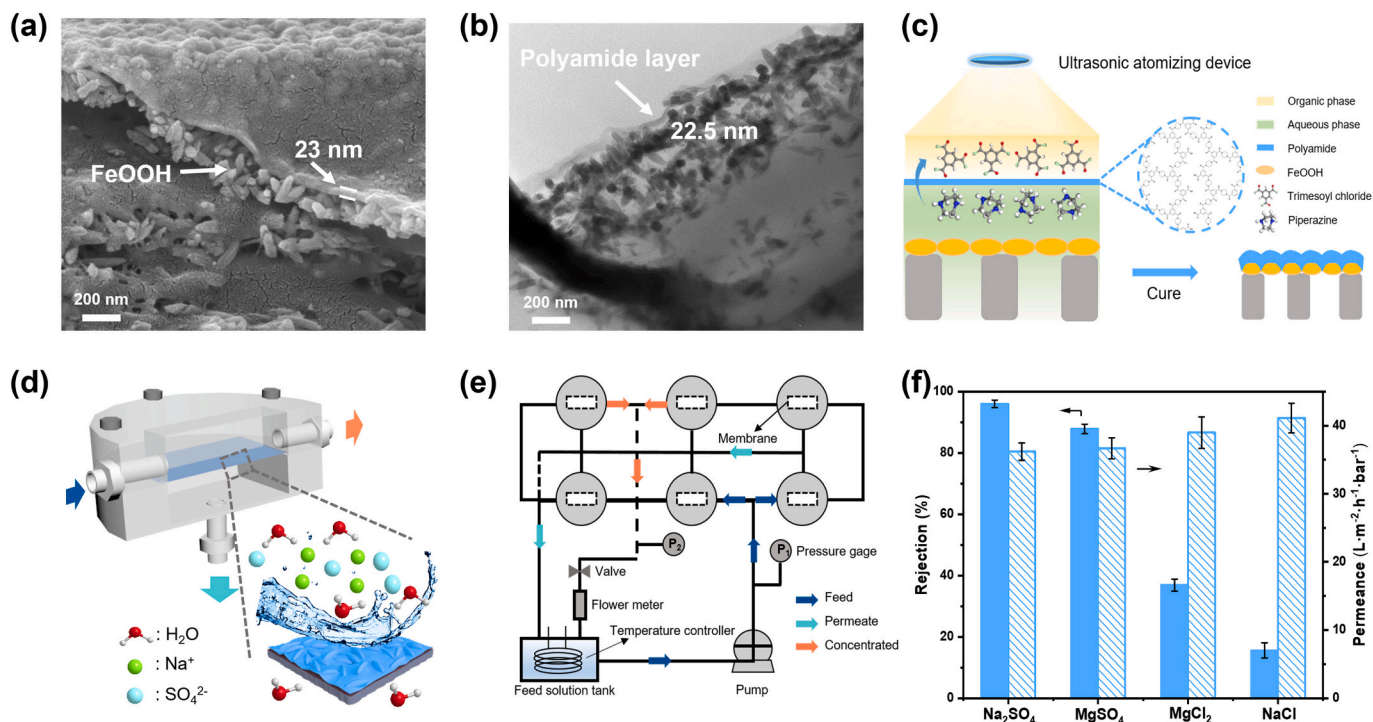 (a)
FeOOH
23 nm
200 nm
(b)
Polyamide layer
22.5 nm
200 nm
(c)
Ultrasonic atomizing device
Organic phase
Aqueous phase
Polyamide
FeOOH
Trimesoyl chloride
Piperazine
Cure
(d)
: H₂O
: Na⁺
: SO₄²⁻
(e)
Membrane
P₂
P₁
Pressure gage
Valve
Flower meter
Temperature controller
Feed solution tank
Pump
Feed
Permeate
Concentrated
(f)
Rejection (%)
100
80
60
40
20
0
Permeance (L·m⁻²·h⁻¹·bar⁻¹)
40
30
20
10
0
Na₂SO₄
MgSO₄
MgCl₂
NaCl